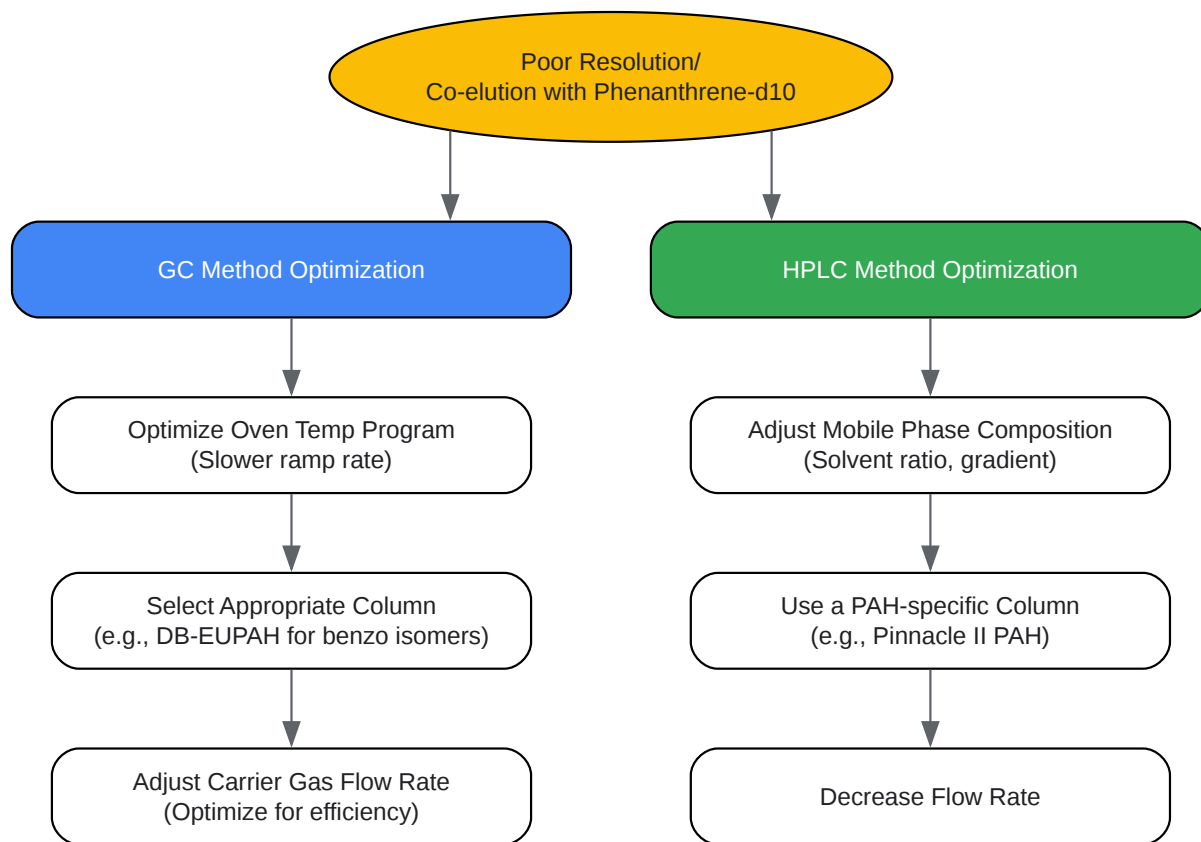 Poor Resolution/
Co-elution with Phenanthrene-d10
GC Method Optimization
HPLC Method Optimization
Optimize Oven Temp Program
(Slower ramp rate)
Adjust Mobile Phase Composition
(Solvent ratio, gradient)
Select Appropriate Column
(e.g., DB-EUPAH for benzo isomers)
Use a PAH-specific Column
(e.g., Pinnacle II PAH)
Adjust Carrier Gas Flow Rate
(Optimize for efficiency)
Decrease Flow Rate